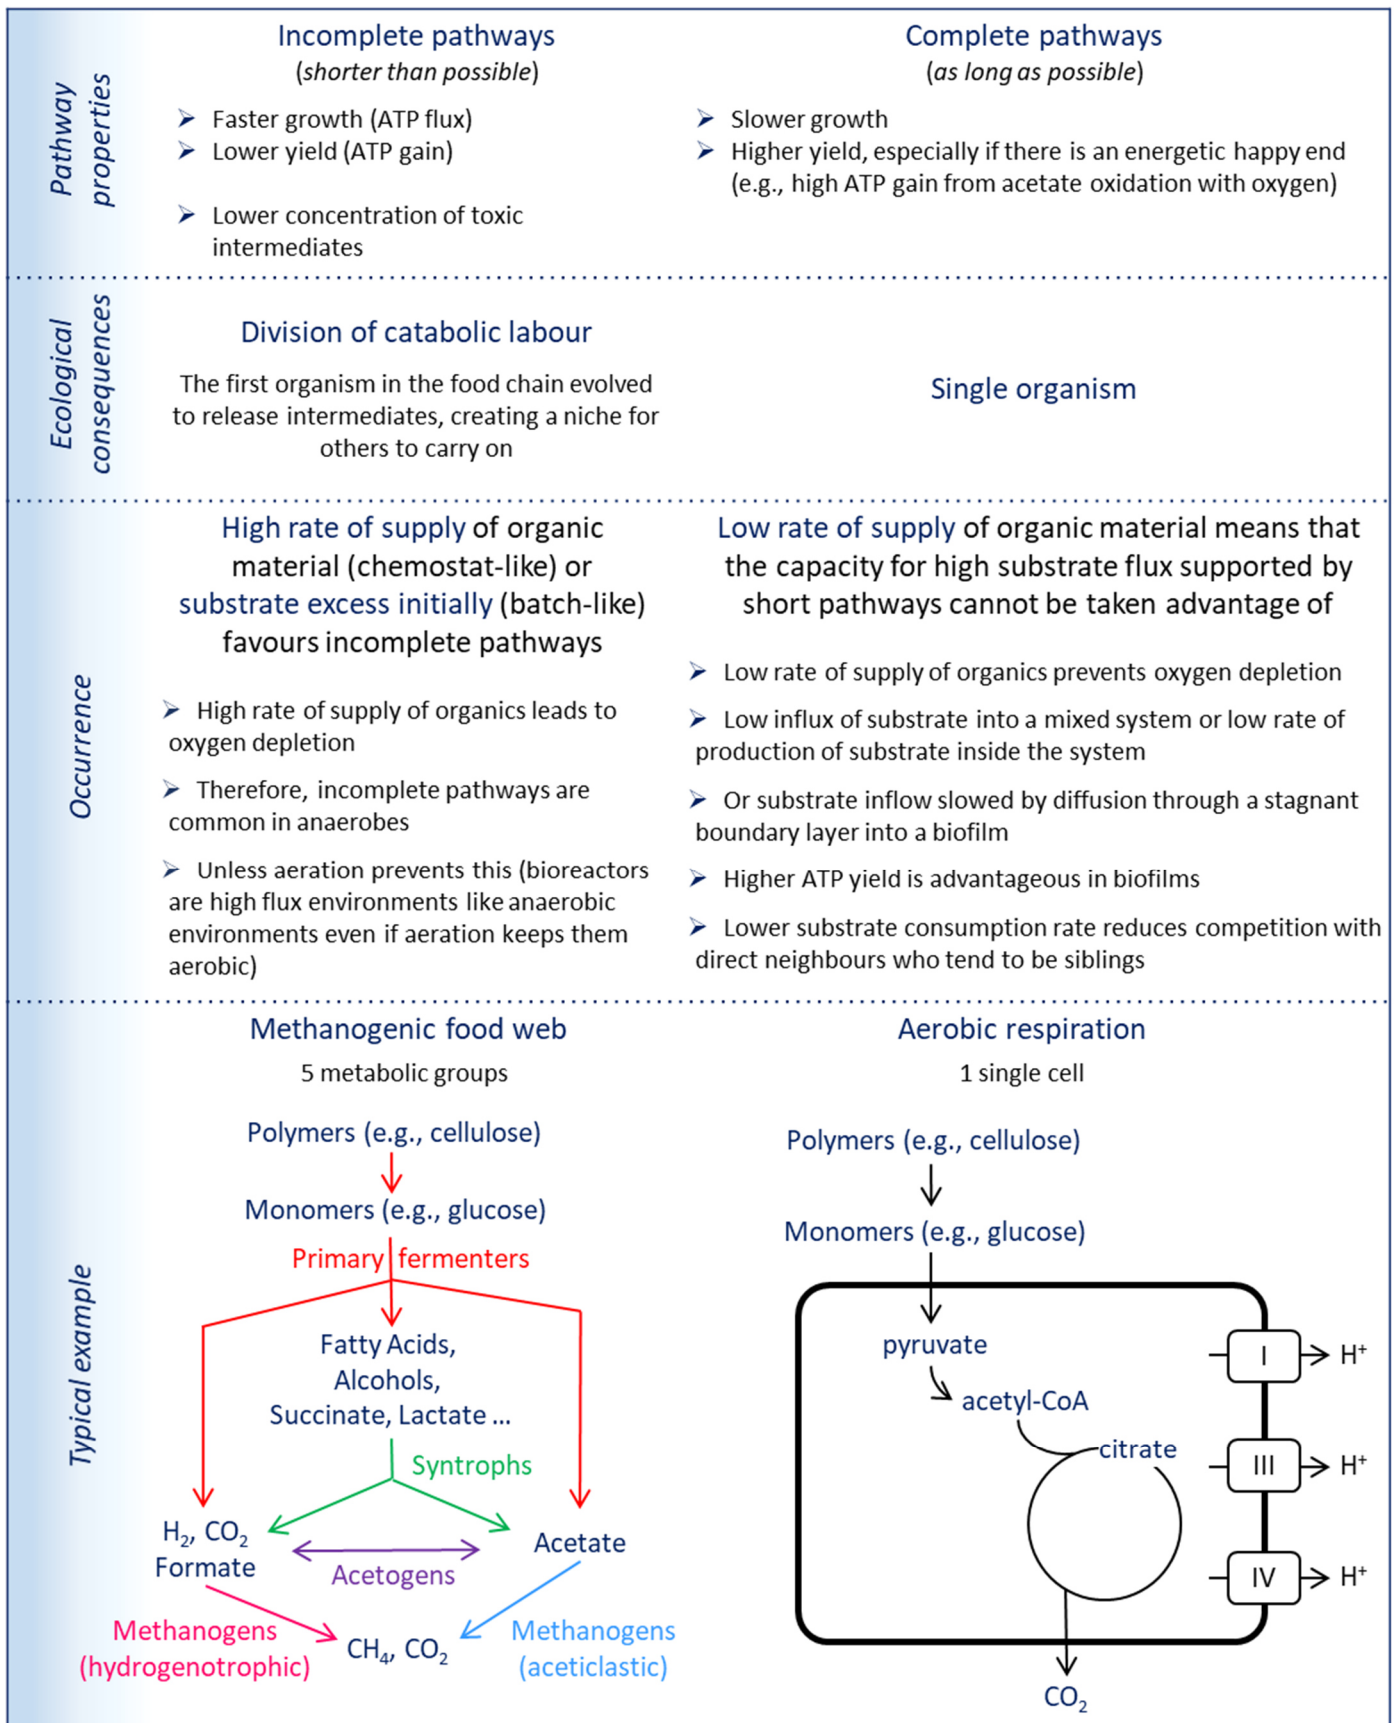 Pathway
properties
Incomplete pathways
(shorter than possible)
➢ Faster growth (ATP flux)
➢ Lower yield (ATP gain)
➢ Lower concentration of toxic
intermediates
Complete pathways
(as long as possible)
➢ Slower growth
➢ Higher yield, especially if there is an energetic happy end
(e.g., high ATP gain from acetate oxidation with oxygen)
Ecological
consequences
Division of catabolic labour
The first organism in the food chain evolved
to release intermediates, creating a niche for
others to carry on
Single organism
Occurrence
High rate of supply of organic
material (chemostat-like) or
substrate excess initially (batch-like)
favours incomplete pathways
➢ High rate of supply of organics leads to
oxygen depletion
➢ Therefore, incomplete pathways are
common in anaerobes
➢ Unless aeration prevents this (bioreactors
are high flux environments like anaerobic
environments even if aeration keeps them
aerobic)
Low rate of supply of organic material means that
the capacity for high substrate flux supported by
short pathways cannot be taken advantage of
➢ Low rate of supply of organics prevents oxygen depletion
➢ Low influx of substrate into a mixed system or low rate of
production of substrate inside the system
➢ Or substrate inflow slowed by diffusion through a stagnant
boundary layer into a biofilm
➢ Higher ATP yield is advantageous in biofilms
➢ Lower substrate consumption rate reduces competition with
direct neighbours who tend to be siblings
Typical example
Methanogenic food web
5 metabolic groups
Polymers (e.g., cellulose)
Monomers (e.g., glucose)
Primary fermenters
Fatty Acids,
Alcohols,
Succinate, Lactate ...
Syntrophs
H₂, CO₂
Formate
Acetate
Acetogens
Methanogens
(hydrogenotrophic)
CH₄, CO₂
Methanogens
(aceticlastic)
Aerobic respiration
1 single cell
Polymers (e.g., cellulose)
Monomers (e.g., glucose)
pyruvate
acetyl-CoA
citrate
I
H⁺
III
H⁺
IV
H⁺
CO₂